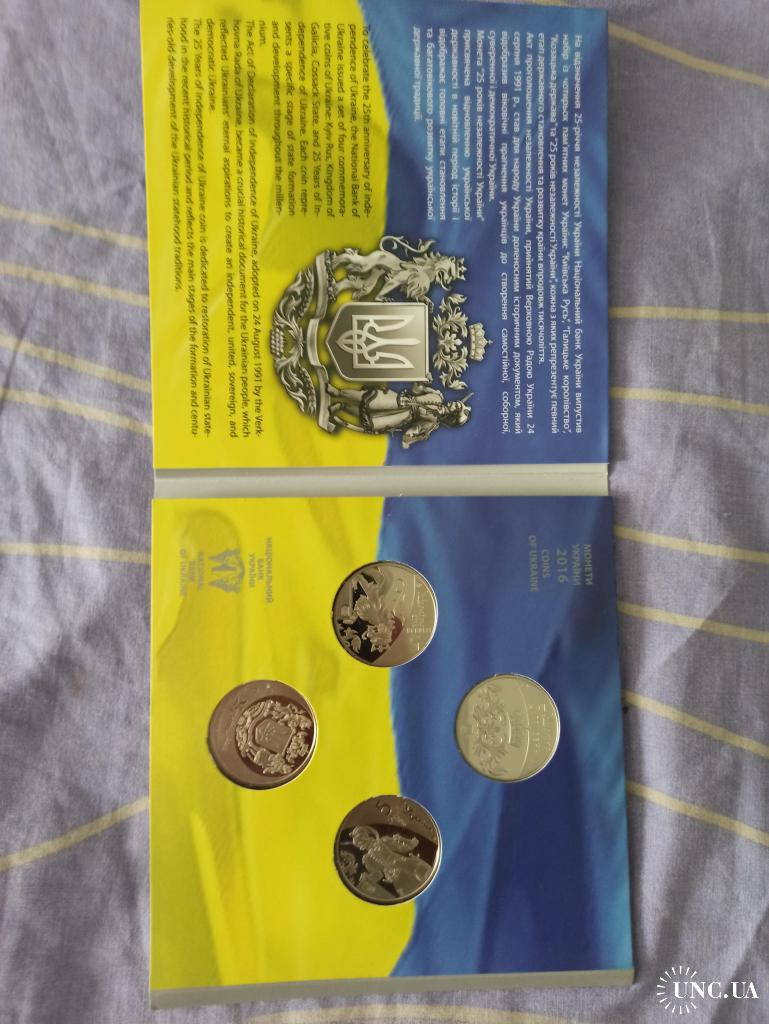 На відзначення 25-річчя незалежності України Національний банк України випустив
набір із чотирьох пам'ятних монет України: "Київська Русь", "Галицьке королівство",
"Козацька держава" та "25 років незалежності України", кожна з яких репрезентує певний
етап державного становлення та розвитку країни впродовж тисячоліття.
Акт проголошення незалежності України, прийнятий Верховною Радою України 24
серпня 1991 р., став для народу України доленосним історичним документом, який
відобразив віковічні прагнення українців до створення самостійної, соборної,
суверенної і демократичної України.
Монета "25 років незалежності України"
присвячена відновленню української
державності в новітній період історії і
відображає головні етапи становлення
та багатовікового розвитку української
державної традиції.
To celebrate the 25th anniversary of inde-
pendence of Ukraine, the National Bank of
Ukraine issued a set of four commemora-
tive coins of Ukraine: Kyiv Rus, Kingdom of
Galicia, Cossack State, and 25 Years of In-
dependence of Ukraine. Each coin repre-
sents a specific stage of state formation
and development throughout the millen-
nium.
The Act of Declaration of Independence of Ukraine, adopted on 24 August 1991 by the Verk-
hovna Rada of Ukraine, became a crucial historical document for the Ukrainian people, which
reflected Ukrainians' eternal aspirations to create an independent, united, sovereign, and
democratic Ukraine.
The 25 Years of Independence of Ukraine coin is dedicated to restoration of Ukrainian state-
hood in the recent historical period and reflects the main stages of the formation and centu-
ries-old development of the Ukrainian statehood traditions.
МОНЕТИ
УКРАЇНИ
2016
COINS
OF UKRAINE
5
5
НАЦІОНАЛЬНИЙ
БАНК
УКРАЇНИ
NATIONAL
BANK
OF UKRAINE
UNC.UA